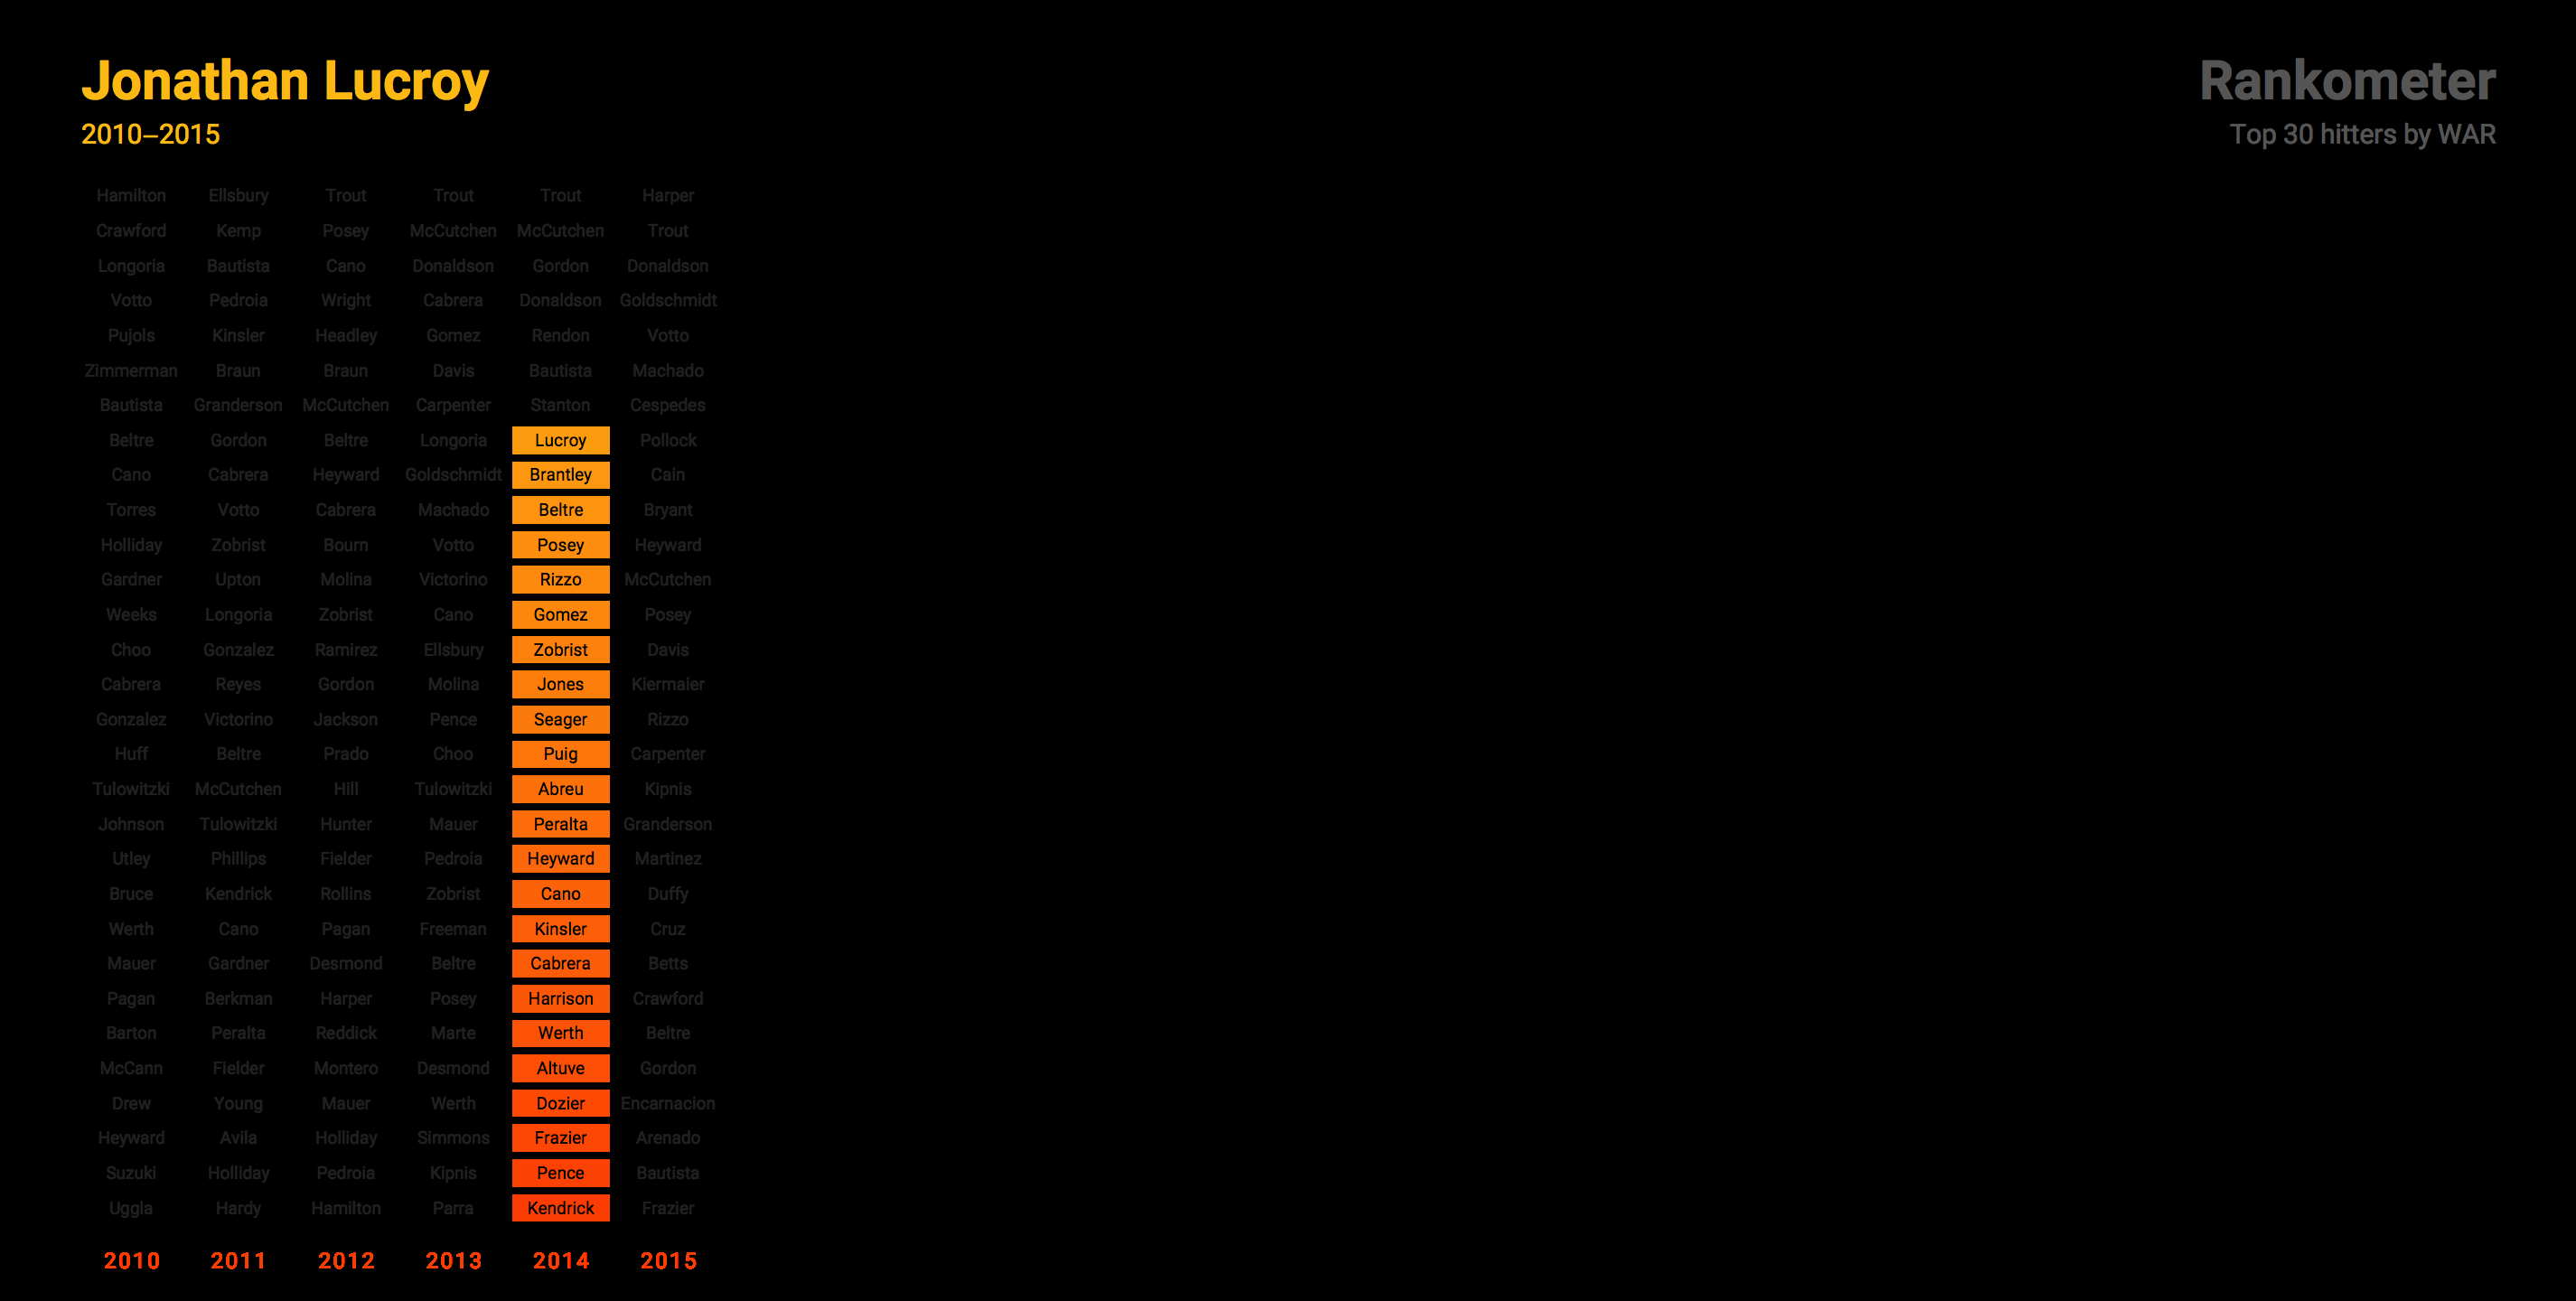 Jonathan Lucroy
2010–2015
Rankometer
Top 30 hitters by WAR
Hamilton Ellsbury Trout Trout Trout Harper
Crawford Kemp Posey McCutchen McCutchen Trout
Longoria Bautista Cano Donaldson Gordon Donaldson
Votto Pedroia Wright Cabrera Donaldson Goldschmidt
Pujols Kinsler Headley Gomez Rendon Votto
Zimmerman Braun Braun Davis Bautista Machado
Bautista Granderson McCutchen Carpenter Stanton Cespedes
Beltre Gordon Beltre Longoria Lucroy Pollock
Cano Cabrera Heyward Goldschmidt Brantley Cain
Torres Votto Cabrera Machado Beltre Bryant
Holliday Zobrist Bourn Votto Posey Heyward
Gardner Upton Molina Victorino Rizzo McCutchen
Weeks Longoria Zobrist Cano Gomez Posey
Choo Gonzalez Ramirez Ellsbury Zobrist Davis
Cabrera Reyes Gordon Molina Jones Kiermaier
Gonzalez Victorino Jackson Pence Seager Rizzo
Huff Beltre Prado Choo Puig Carpenter
Tulowitzki McCutchen Hill Tulowitzki Abreu Kipnis
Johnson Tulowitzki Hunter Mauer Peralta Granderson
Utley Phillips Fielder Pedroia Heyward Martinez
Bruce Kendrick Rollins Zobrist Cano Duffy
Werth Cano Pagan Freeman Kinsler Cruz
Mauer Gardner Desmond Beltre Cabrera Betts
Pagan Berkman Harper Posey Harrison Crawford
Barton Peralta Reddick Marte Werth Beltre
McCann Fielder Montero Desmond Altuve Gordon
Drew Young Mauer Werth Dozier Encarnacion
Heyward Avila Holliday Simmons Frazier Arenado
Suzuki Holliday Pedroia Kipnis Pence Bautista
Uggla Hardy Hamilton Parra Kendrick Frazier
2010 2011 2012 2013 2014 2015